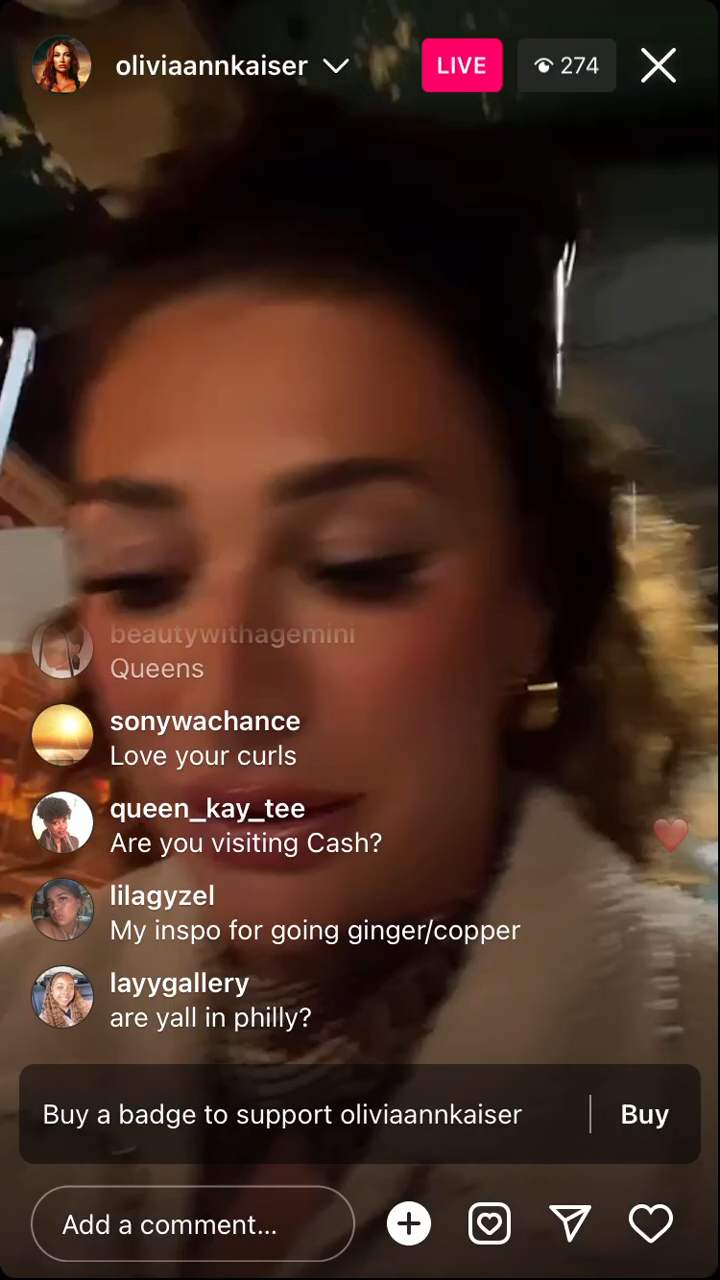 oliviaannkaiser
LIVE
274
beautywithagemini
Queens
sonywachance
Love your curls
queen_kay_tee
Are you visiting Cash?
lilagyzel
My inspo for going ginger/copper
layygallery
are yall in philly?
Buy a badge to support oliviaannkaiser
Buy
Add a comment...